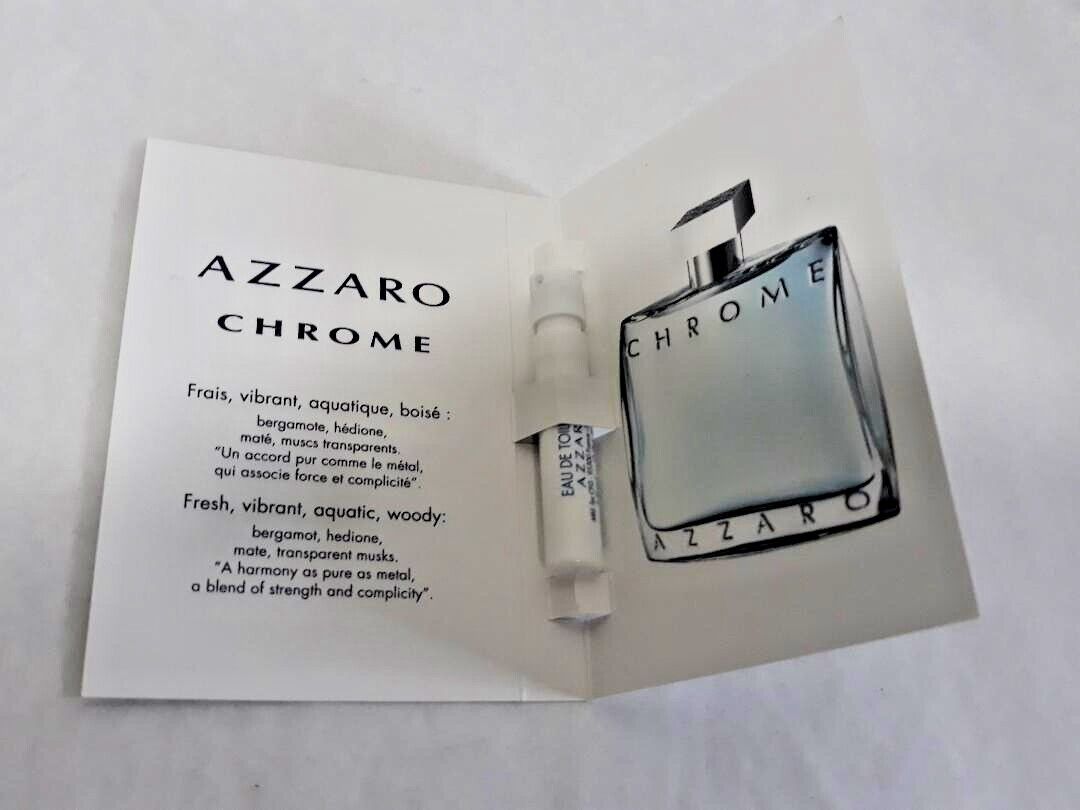 AZZARO
CHROME
Frais, vibrant, aquatique, boisé :
bergamote, hédione,
maté, muscs transparents.
“Un accord pur comme le métal,
qui associe force et complicité”.
Fresh, vibrant, aquatic, woody:
bergamot, hedione,
mate, transparent musks.
“A harmony as pure as metal,
a blend of strength and complicity”.
EAU DE TOIL
AZZAR
CHROME
AZZARO